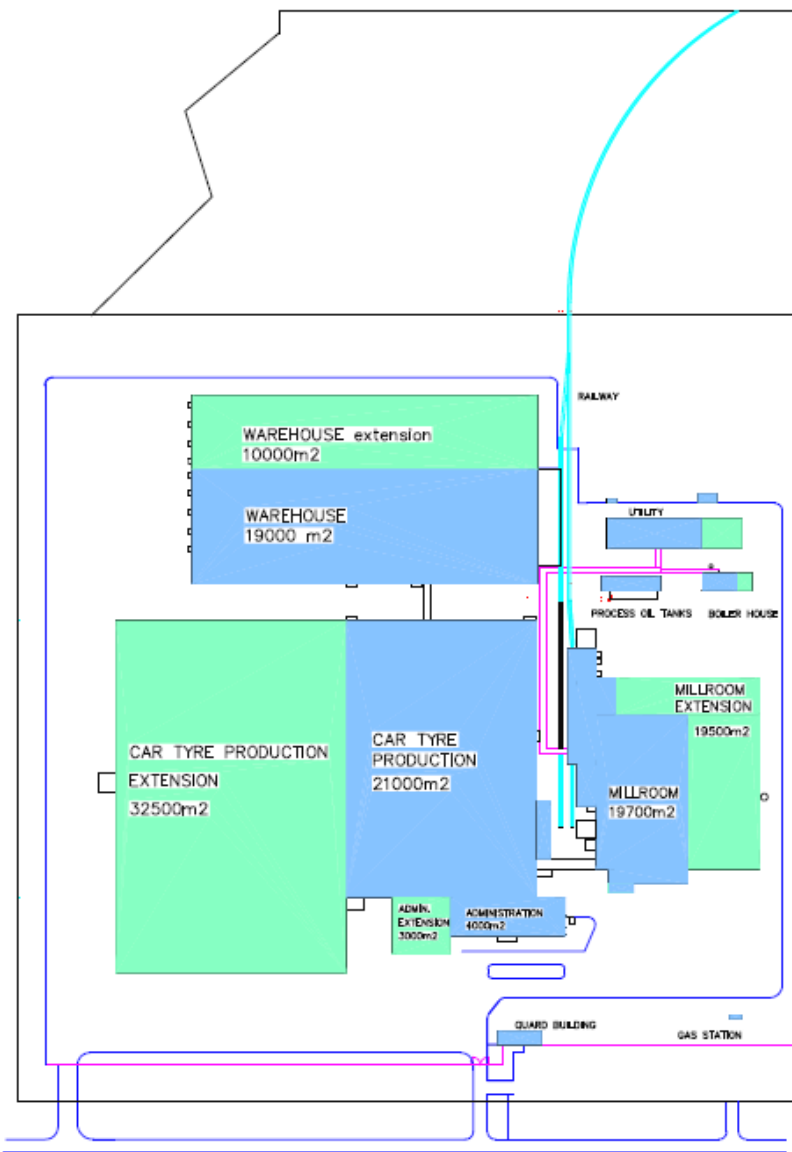 RAILWAY
WAREHOUSE extension
10000m2
WAREHOUSE
19000 m2
UTILITY
PROCESS OIL TANKS
BOILER HOUSE
MILLROOM
EXTENSION
19500m2
CAR TYRE PRODUCTION
EXTENSION
32500m2
CAR TYRE
PRODUCTION
21000m2
MILLROOM
19700m2
ADMIN.
EXTENSION
3000m2
ADMINISTRATION
4000m2
GUARD BUILDING
GAS STATION